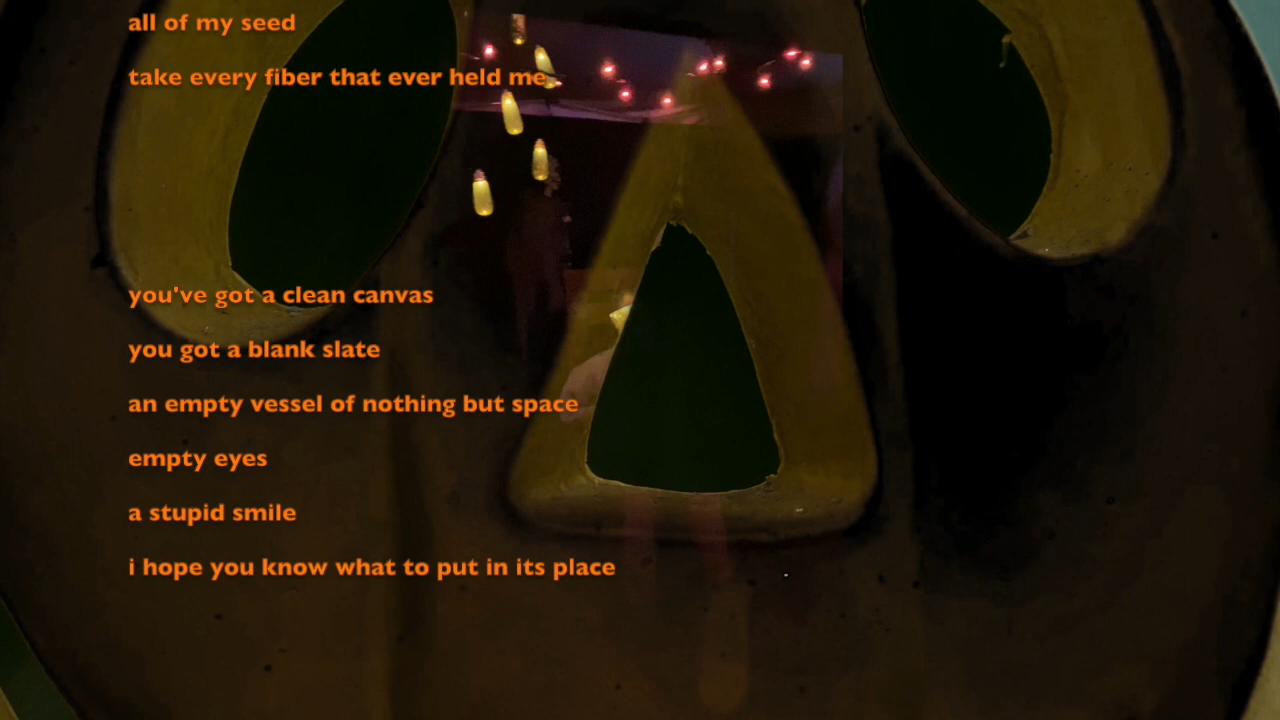 all of my seed
take every fiber that ever held me
you've got a clean canvas
you got a blank slate
an empty vessel of nothing but space
empty eyes
a stupid smile
i hope you know what to put in its place